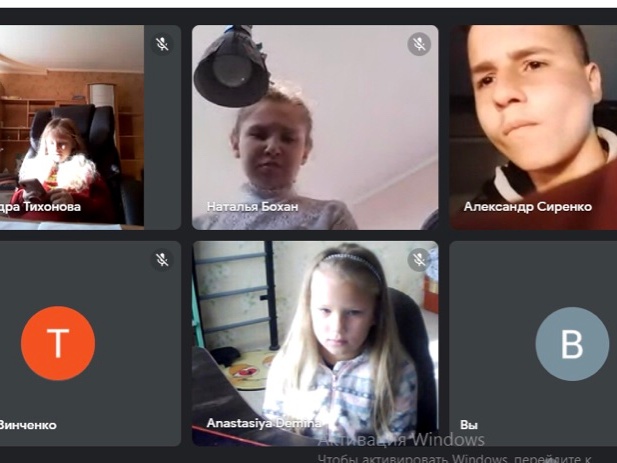 дра Тихонова
Наталья Бохан
Александр Сиренко
Т
Винченко
Anastasiya Demina
В
Вы
Активация Windows
Чтобы активировать Windows, перейдите к